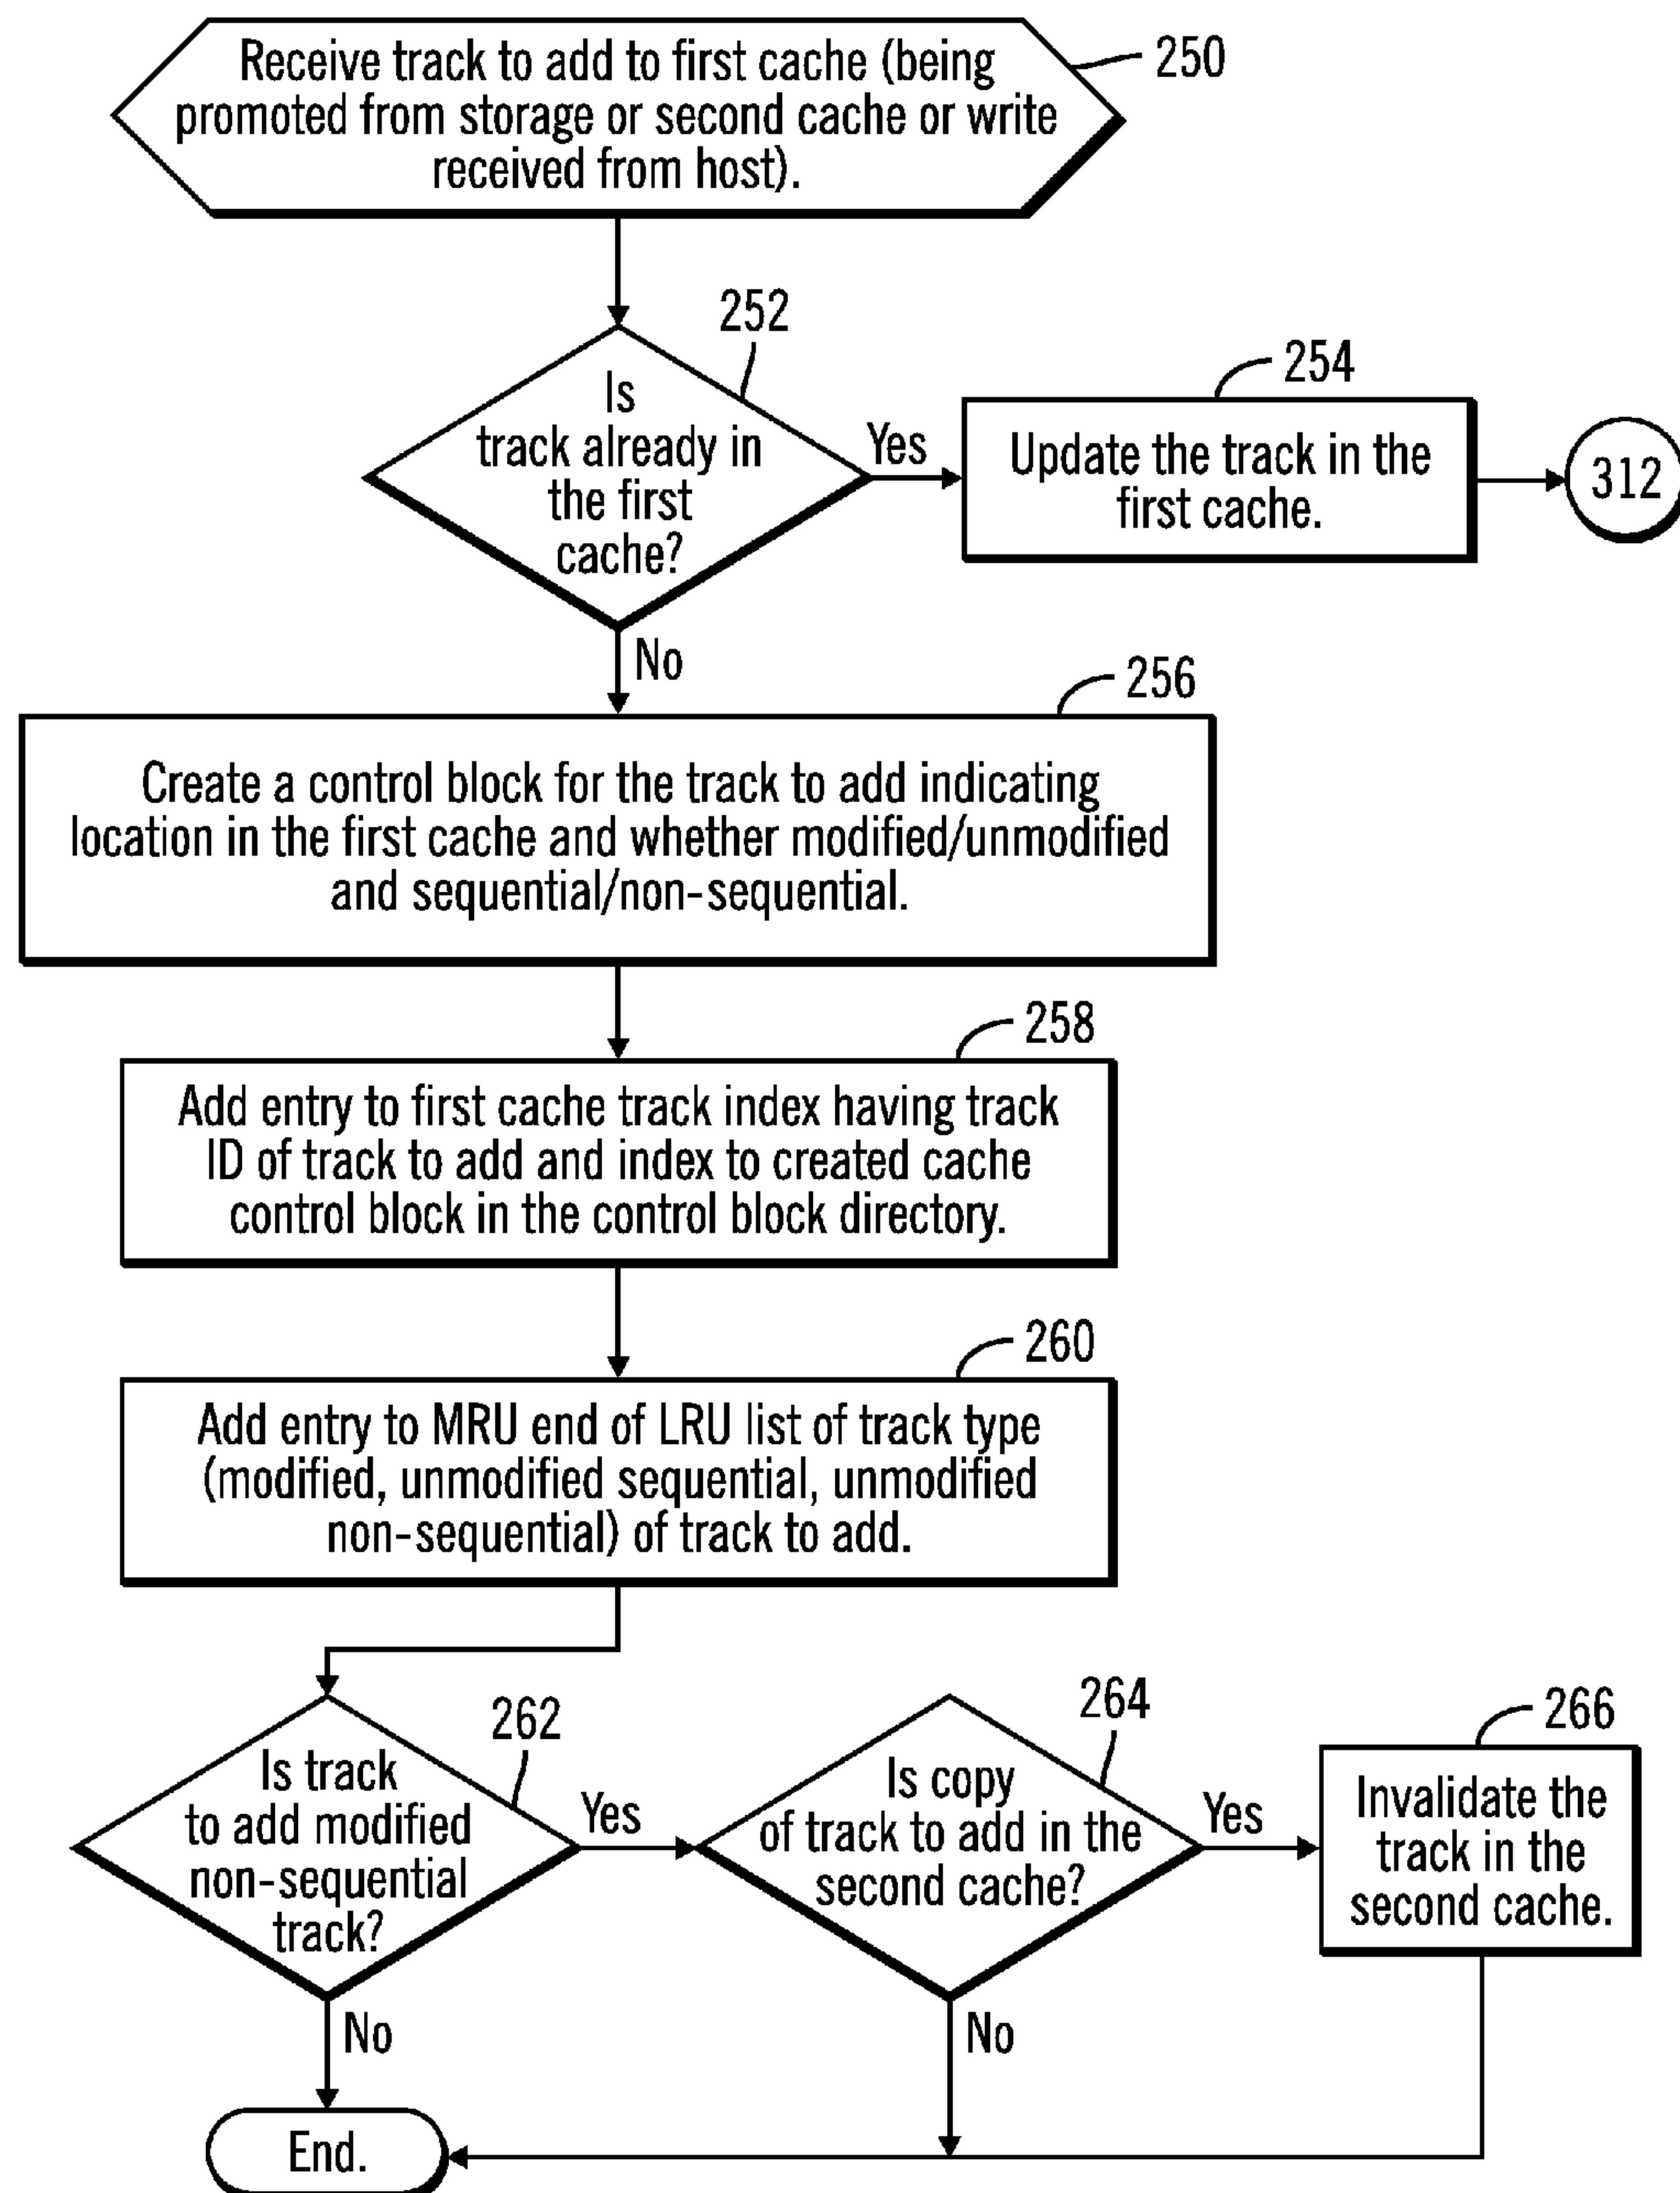 Receive track to add to first cache (being
promoted from storage or second cache or write
received from host).
250
252
Is
track already in
the first
cache?
Yes
254
Update the track in the
first cache.
312
No
256
Create a control block for the track to add indicating
location in the first cache and whether modified/unmodified
and sequential/non-sequential.
258
Add entry to first cache track index having track
ID of track to add and index to created cache
control block in the control block directory.
260
Add entry to MRU end of LRU list of track type
(modified, unmodified sequential, unmodified
non-sequential) of track to add.
262
Is track
to add modified
non-sequential
track?
Yes
264
Is copy
of track to add in the
second cache?
Yes
266
Invalidate the
track in the
second cache.
No
No
End.